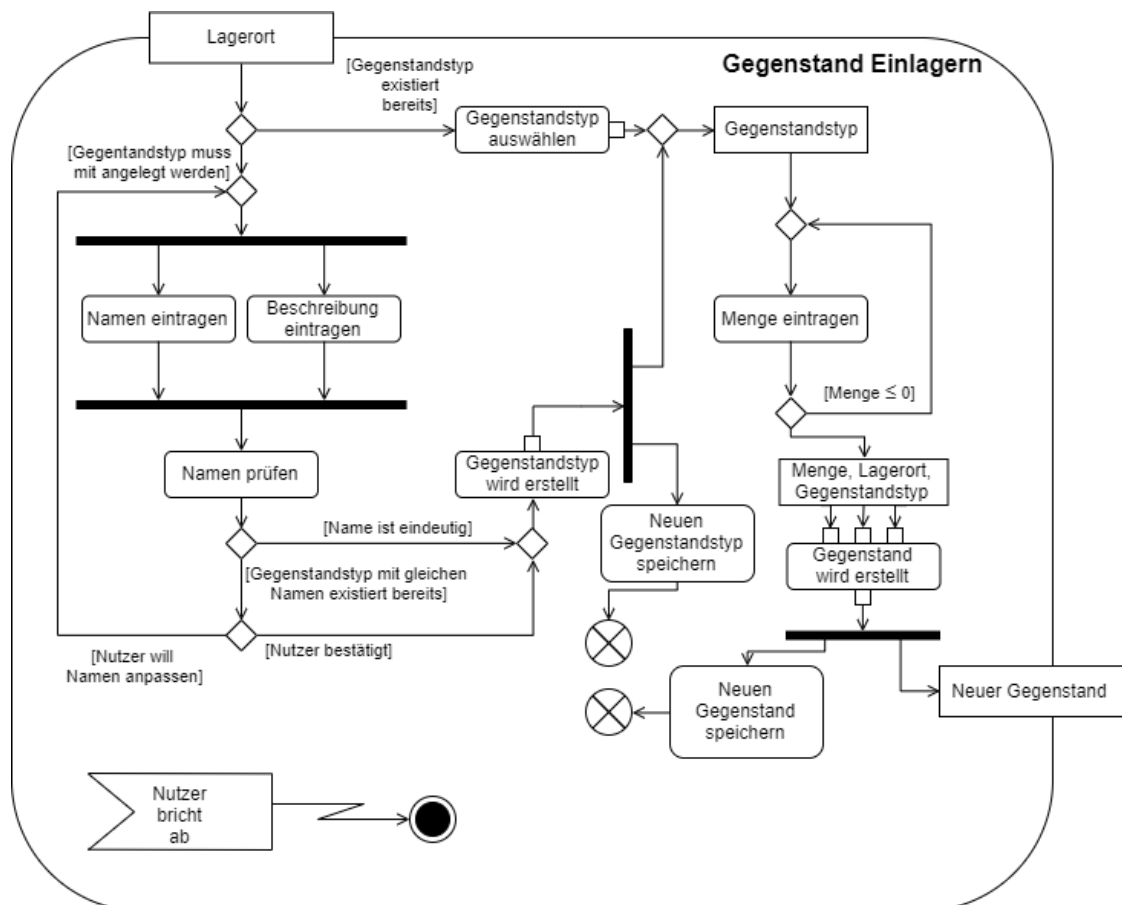 Lagerort
Gegenstand Einlagern
[Gegenstandstyp
existiert
bereits]
Gegenstandstyp
auswählen
Gegenstandstyp
[Gegentandstyp muss
mit angelegt werden]
Namen eintragen
Beschreibung
eintragen
Menge eintragen
[Menge ≤ 0]
Namen prüfen
Gegenstandstyp
wird erstellt
Menge, Lagerort,
Gegenstandstyp
[Name ist eindeutig]
Neuen
Gegenstandstyp
speichern
Gegenstand
wird erstellt
[Gegenstandstyp mit gleichen
Namen existiert bereits]
[Nutzer will
Namen anpassen]
[Nutzer bestätigt]
Neuen
Gegenstand
speichern
Neuer Gegenstand
Nutzer
bricht
ab